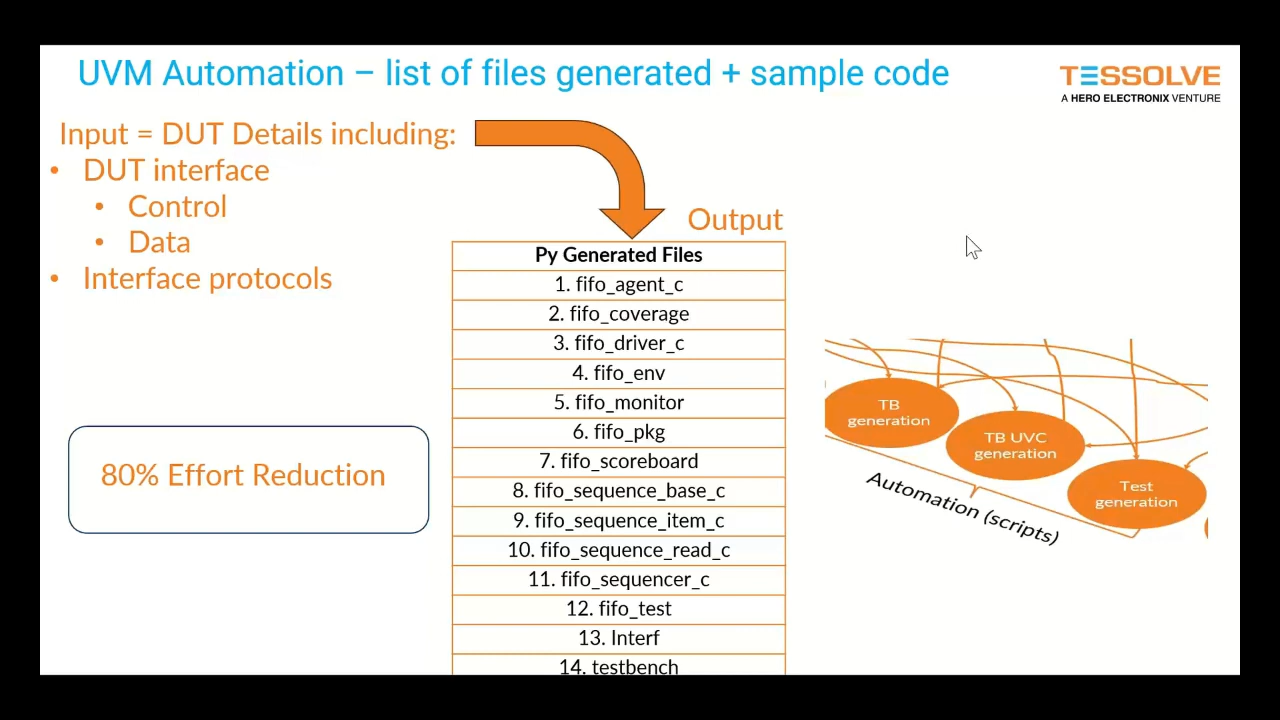 UVM Automation – list of files generated + sample code
TESSOLVE
A HERO ELECTRONIX VENTURE
Input = DUT Details including:
• DUT interface
• Control
• Data
• Interface protocols
Output
Py Generated Files
1. fifo_agent_c
2. fifo_coverage
3. fifo_driver_c
4. fifo_env
5. fifo_monitor
6. fifo_pkg
7. fifo_scoreboard
8. fifo_sequence_base_c
9. fifo_sequence_item_c
10. fifo_sequence_read_c
11. fifo_sequencer_c
12. fifo_test
13. Interf
14. testbench
80% Effort Reduction
TB
generation
TB UVC
generation
Test
generation
Automation (scripts)